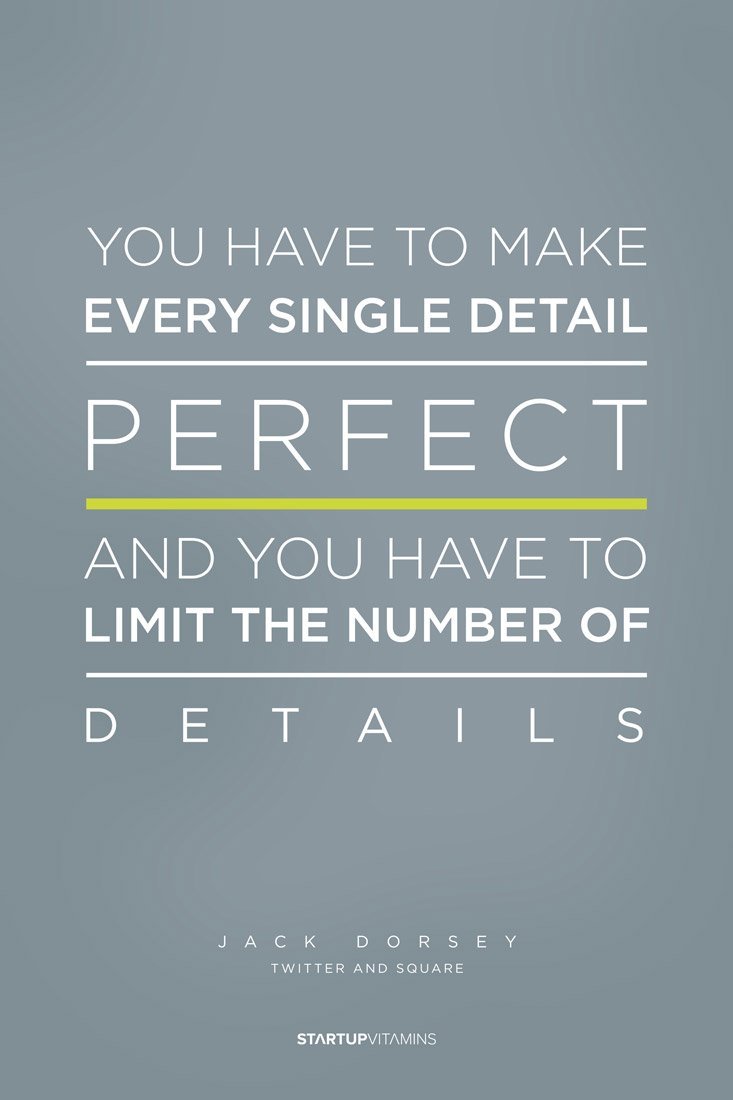 YOU HAVE TO MAKE
EVERY SINGLE DETAIL
PERFECT
AND YOU HAVE TO
LIMIT THE NUMBER OF
DETAILS
JACK DORSEY
TWITTER AND SQUARE
STARTUPVITAMINS